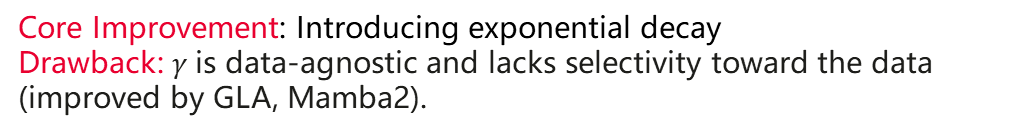 Core Improvement: Introducing exponential decay
Drawback: γ is data-agnostic and lacks selectivity toward the data
(improved by GLA, Mamba2).